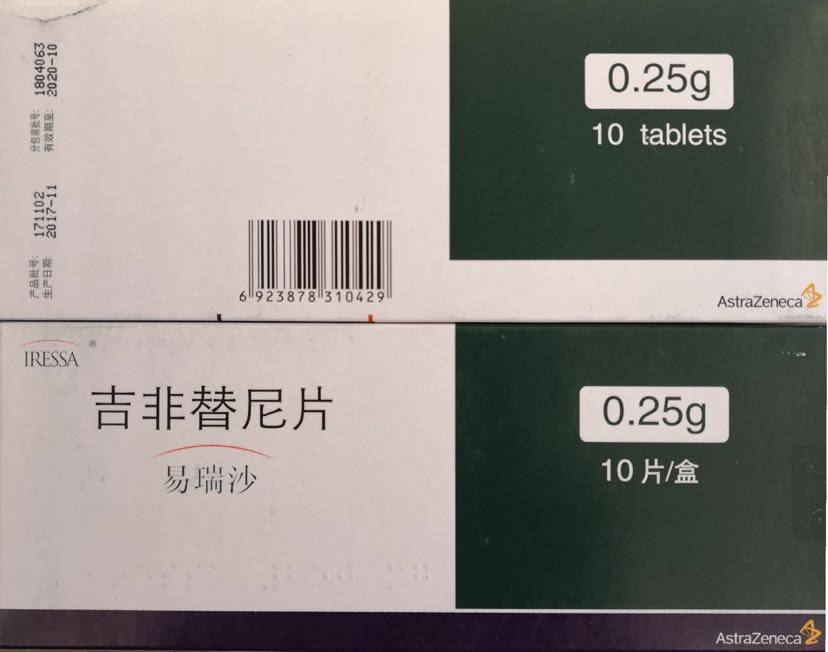 分包装批号: 1804063
有效期至: 2020-10
产品批号: 171102
生产日期: 2017-11
6 923878 310429
0.25g
10 tablets
AstraZeneca
IRESSA®
吉非替尼片
易瑞沙
0.25g
10片/盒
AstraZeneca